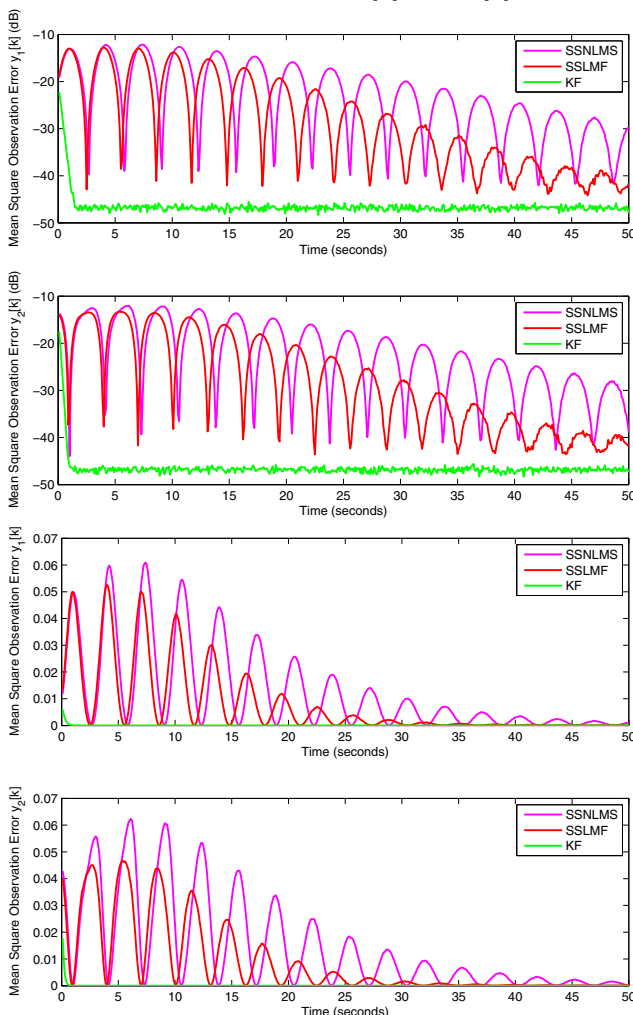 Mean Square Observation Error y1[k] (dB)
−10
−20
−30
−40
−50
0 5 10 15 20 25 30 35 40 45 50
Time (seconds)
SSNLMS
SSLMF
KF
Mean Square Observation Error y2[k] (dB)
−10
−20
−30
−40
−50
0 5 10 15 20 25 30 35 40 45 50
Time (seconds)
SSNLMS
SSLMF
KF
Mean Square Observation Error y1[k]
0.07
0.06
0.05
0.04
0.03
0.02
0.01
0
0 5 10 15 20 25 30 35 40 45 50
Time (seconds)
SSNLMS
SSLMF
KF
Mean Square Observation Error y2[k]
0.07
0.06
0.05
0.04
0.03
0.02
0.01
0
0 5 10 15 20 25 30 35 40 45 50
Time (seconds)
SSNLMS
SSLMF
KF